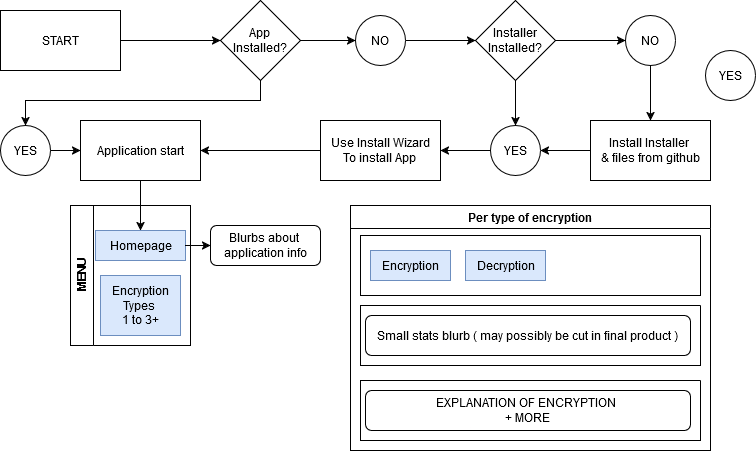 START
App
Installed?
NO
Installer
Installed?
NO
YES
YES
Application start
Use Install Wizard
To install App
YES
Install Installer
& files from github
MENU
Homepage
Blurbs about
application info
Encryption
Types
1 to 3+
Per type of encryption
Encryption
Decryption
Small stats blurb ( may possibly be cut in final product )
EXPLANATION OF ENCRYPTION
+ MORE